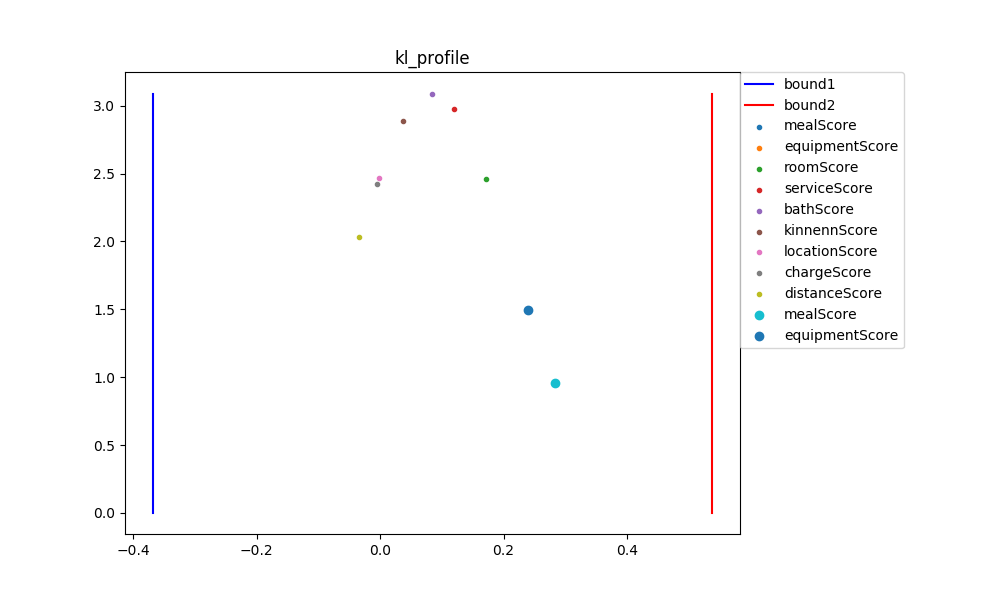 kl_profile
3.0
2.5
2.0
1.5
1.0
0.5
0.0
−0.4 −0.2 0.0 0.2 0.4
bound1
bound2
mealScore
equipmentScore
roomScore
serviceScore
bathScore
kinnennScore
locationScore
chargeScore
distanceScore
mealScore
equipmentScore